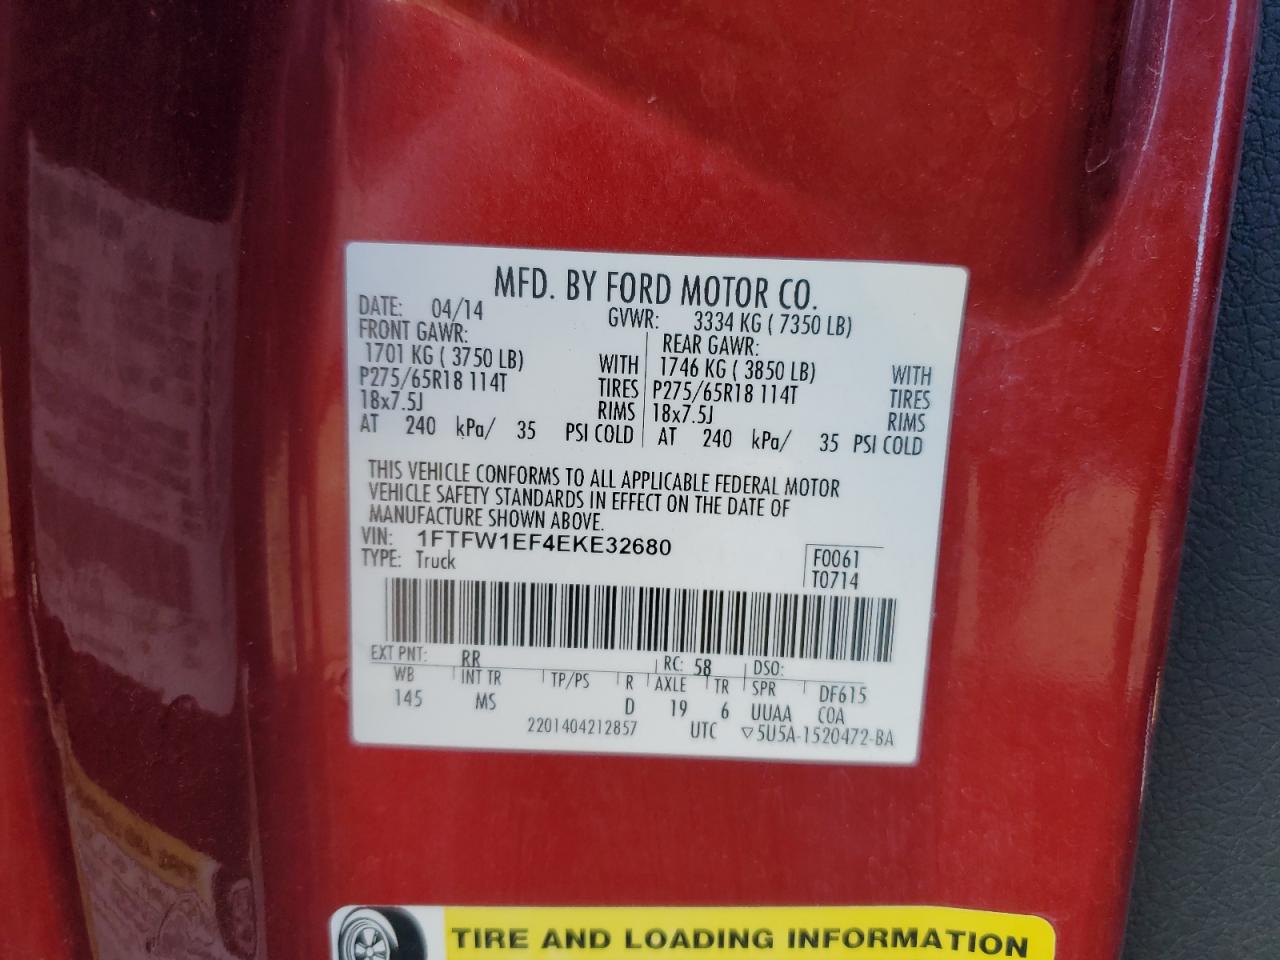 MFD. BY FORD MOTOR CO.
DATE: 04/14 GVWR: 3334 KG ( 7350 LB)
FRONT GAWR: REAR GAWR:
1701 KG ( 3750 LB) WITH 1746 KG ( 3850 LB) WITH
P275/65R18 114T TIRES P275/65R18 114T TIRES
18x7.5J RIMS 18x7.5J RIMS
AT 240 kPa/ 35 PSI COLD AT 240 kPa/ 35 PSI COLD
THIS VEHICLE CONFORMS TO ALL APPLICABLE FEDERAL MOTOR
VEHICLE SAFETY STANDARDS IN EFFECT ON THE DATE OF
MANUFACTURE SHOWN ABOVE.
VIN: 1FTFW1EF4EKE32680
TYPE: Truck
F0061
T0714
EXT PNT: RR RC: 58 DSO:
WB INT TR TP/PS R AXLE TR SPR DF615
145 MS D 19 6 UUAA COA
2201404212857 UTC ▽5U5A-1520472-BA
TIRE AND LOADING INFORMATION